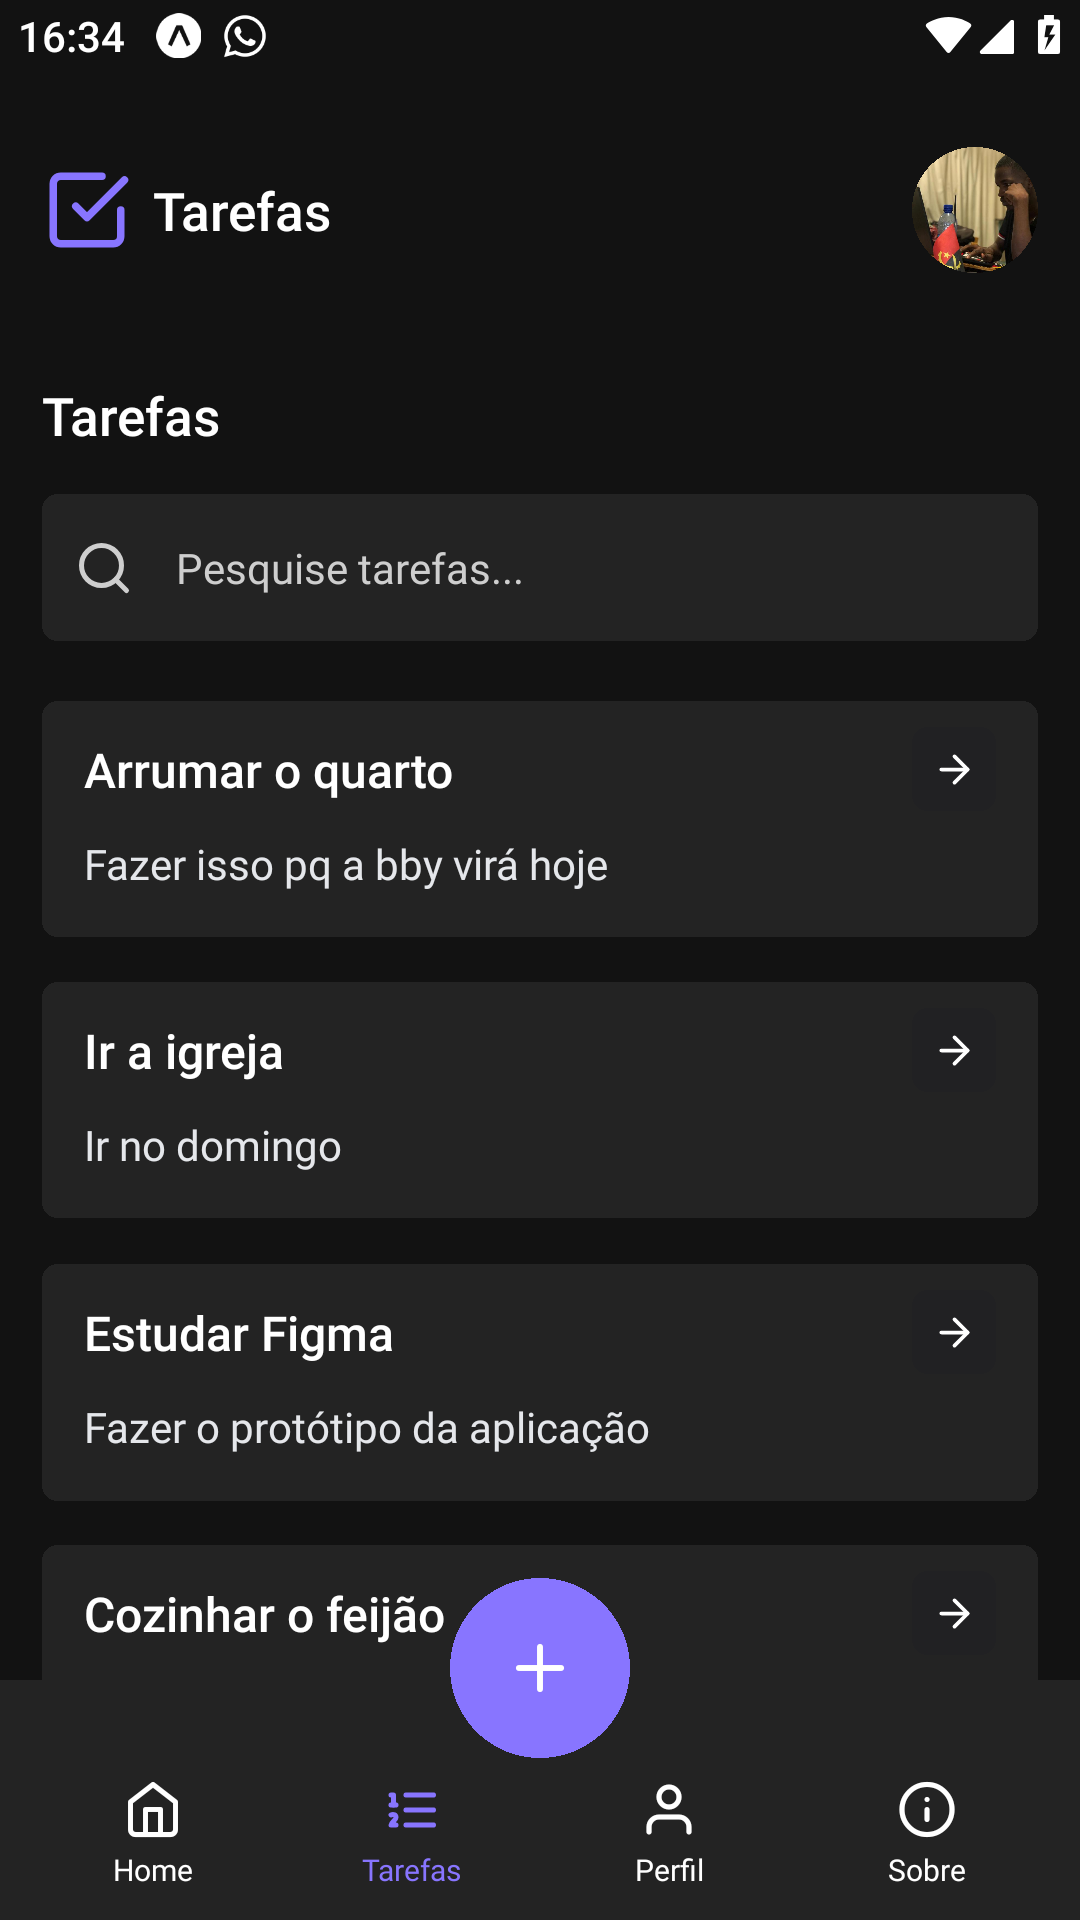 16:34
Tarefas
Tarefas
Pesquise tarefas...
Arrumar o quarto
Fazer isso pq a bby virá hoje
Ir a igreja
Ir no domingo
Estudar Figma
Fazer o protótipo da aplicação
Cozinhar o feijão
Home
Tarefas
Perfil
Sobre